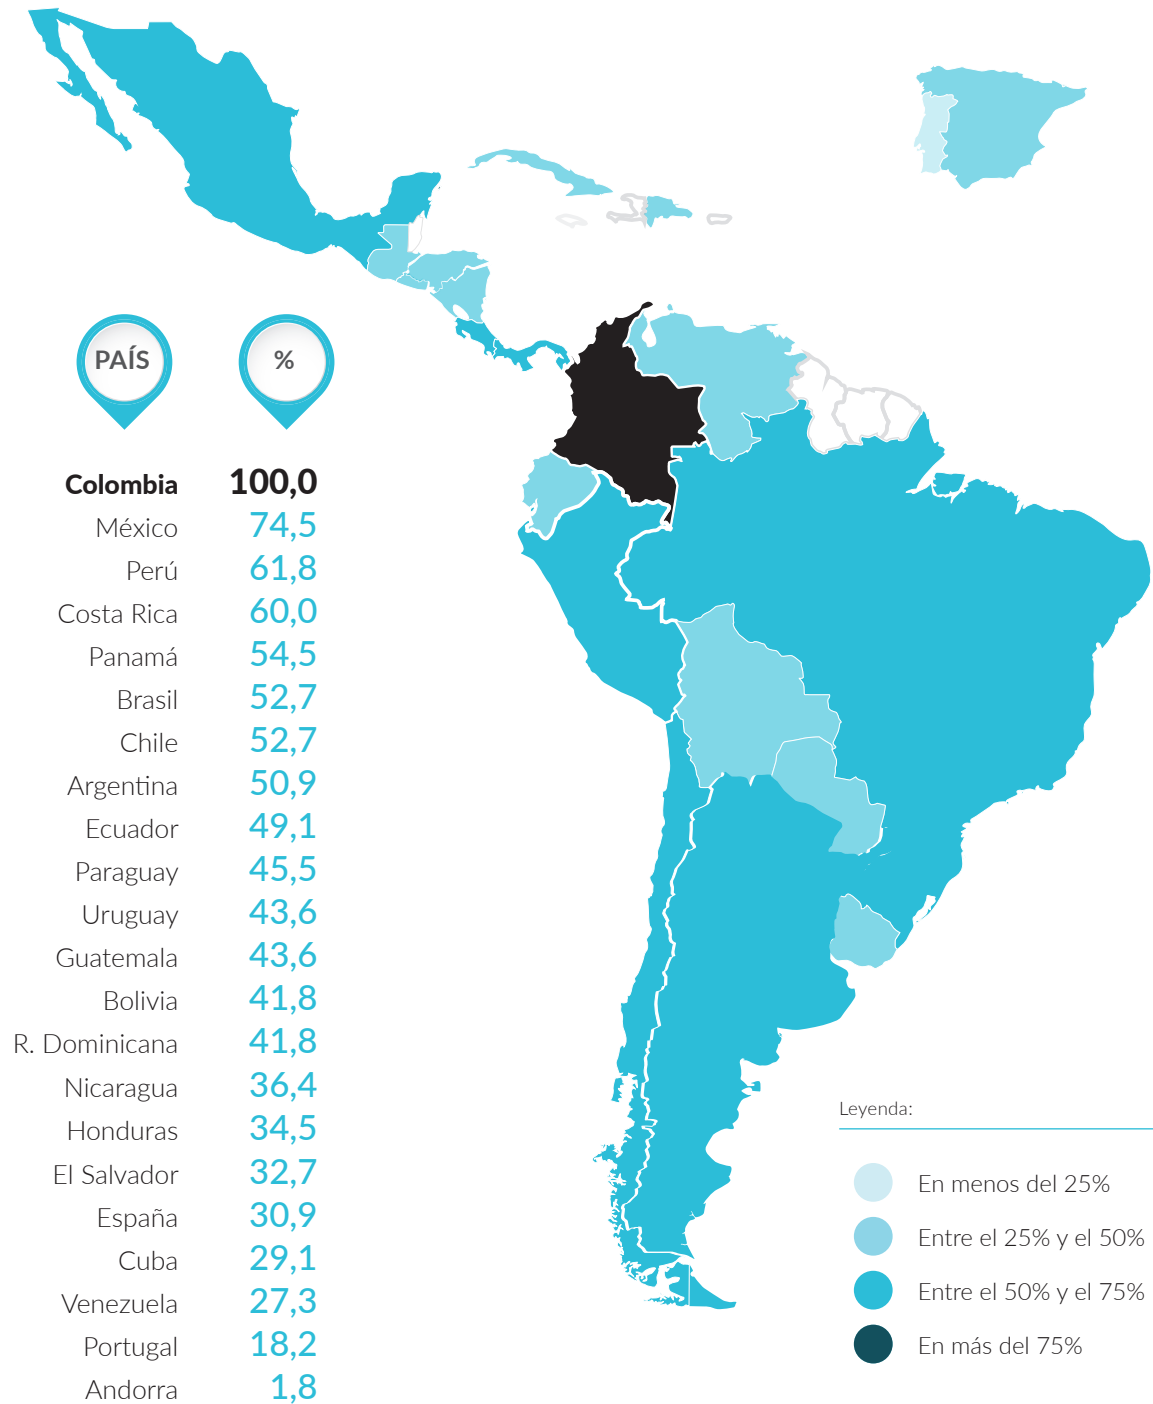 PAÍS %
Colombia 100,0
México 74,5
Perú 61,8
Costa Rica 60,0
Panamá 54,5
Brasil 52,7
Chile 52,7
Argentina 50,9
Ecuador 49,1
Paraguay 45,5
Uruguay 43,6
Guatemala 43,6
Bolivia 41,8
R. Dominicana 41,8
Nicaragua 36,4
Honduras 34,5
El Salvador 32,7
España 30,9
Cuba 29,1
Venezuela 27,3
Portugal 18,2
Andorra 1,8
Leyenda:
En menos del 25%
Entre el 25% y el 50%
Entre el 50% y el 75%
En más del 75%